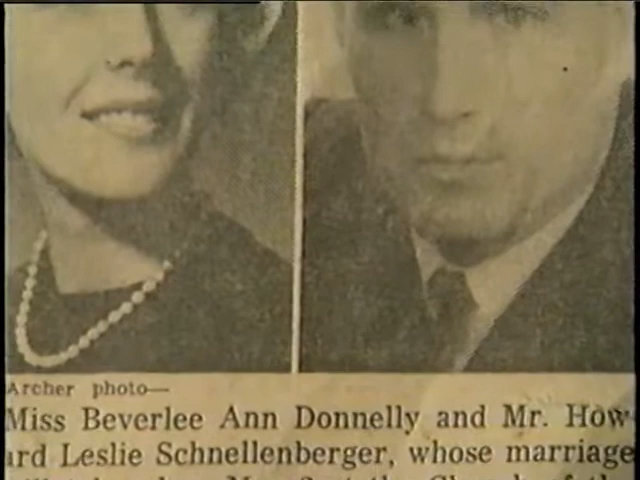 Archer photo—
Miss Beverlee Ann Donnelly and Mr. How-
ard Leslie Schnellenberger, whose marriage